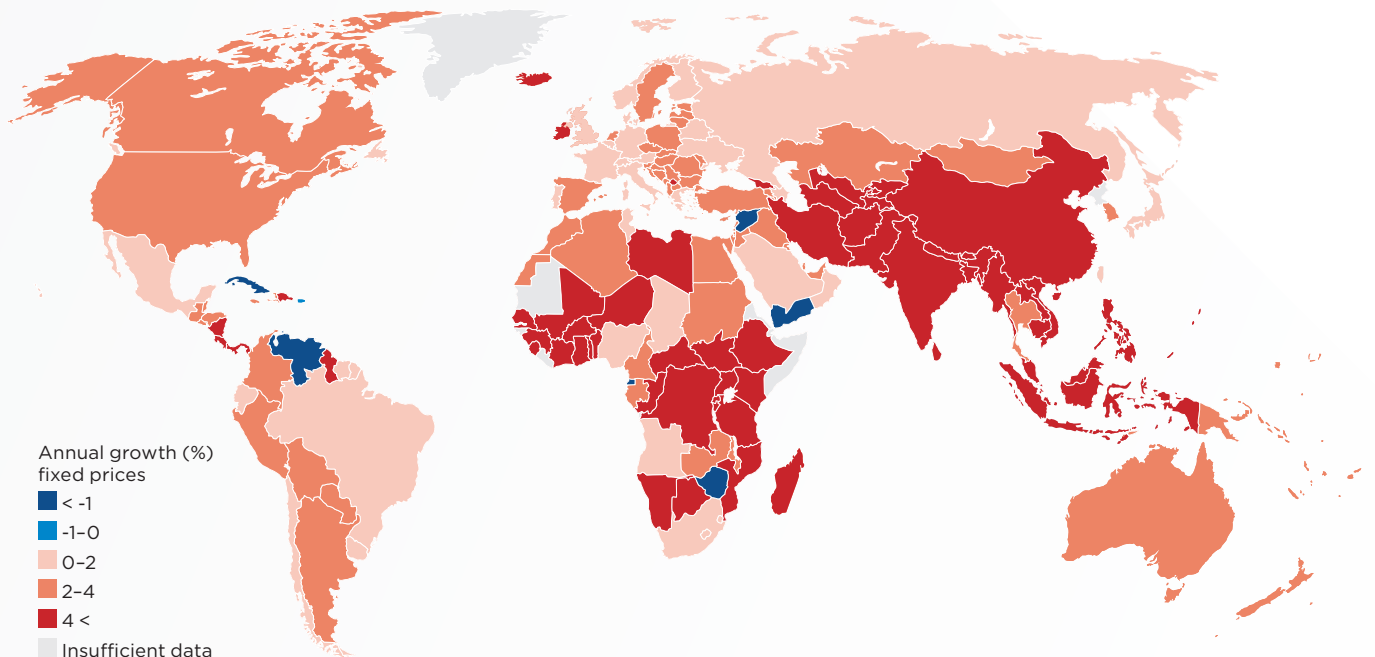 Annual growth (%)
fixed prices
< -1
-1–0
0–2
2–4
4 <
Insufficient data